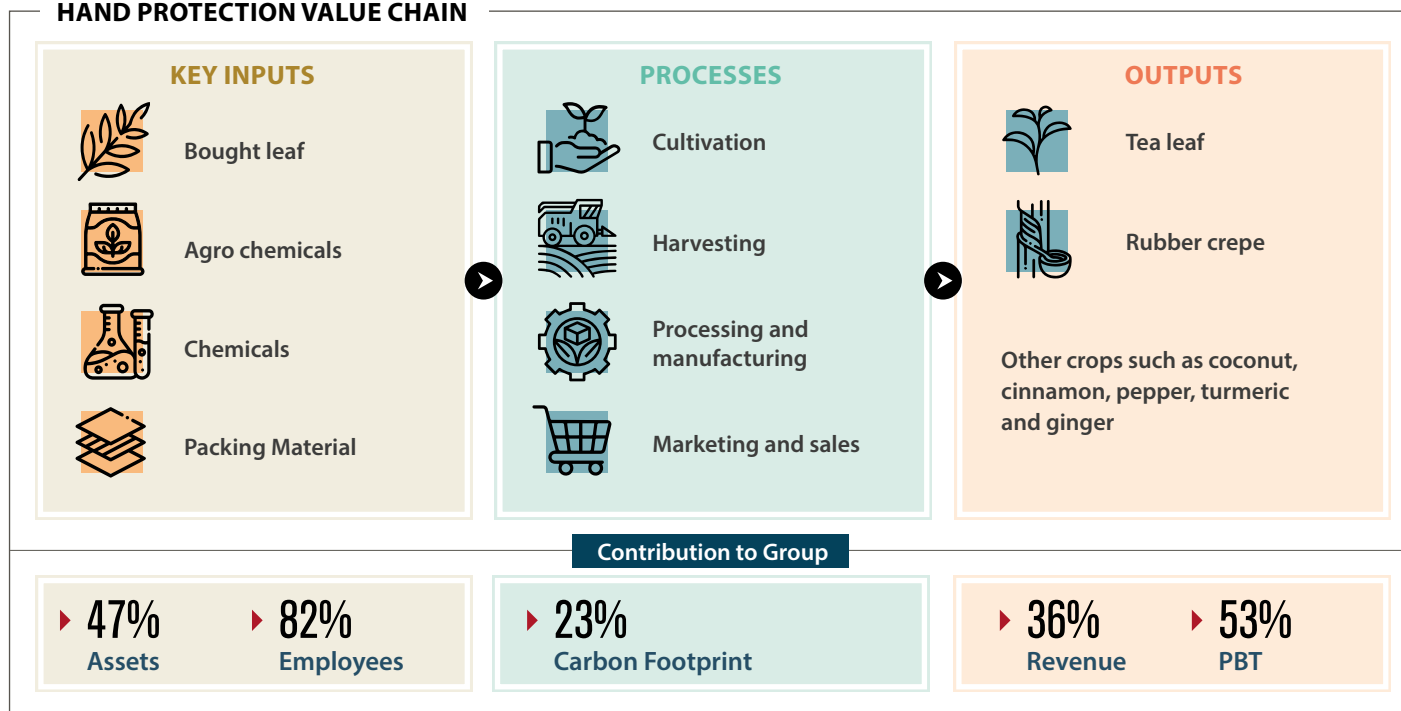 HAND PROTECTION VALUE CHAIN
KEY INPUTS
Bought leaf
Agro chemicals
Chemicals
Packing Material
PROCESSES
Cultivation
Harvesting
Processing and
manufacturing
Marketing and sales
OUTPUTS
Tea leaf
Rubber crepe
Other crops such as coconut,
cinnamon, pepper, turmeric
and ginger
Contribution to Group
47%
Assets
82%
Employees
23%
Carbon Footprint
36%
Revenue
53%
PBT